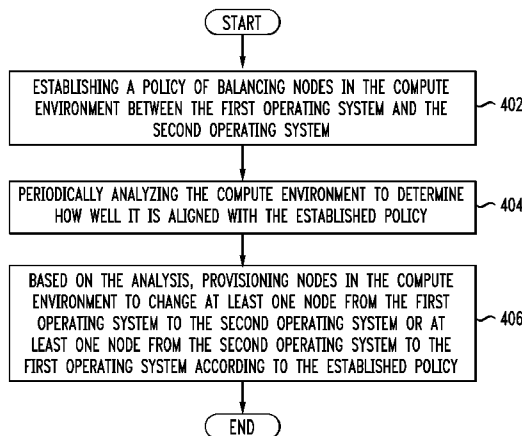 START
ESTABLISHING A POLICY OF BALANCING NODES IN THE COMPUTE
ENVIRONMENT BETWEEN THE FIRST OPERATING SYSTEM AND THE
SECOND OPERATING SYSTEM
402
PERIODICALLY ANALYZING THE COMPUTE ENVIRONMENT TO DETERMINE
HOW WELL IT IS ALIGNED WITH THE ESTABLISHED POLICY
404
BASED ON THE ANALYSIS, PROVISIONING NODES IN THE COMPUTE
ENVIRONMENT TO CHANGE AT LEAST ONE NODE FROM THE FIRST
OPERATING SYSTEM TO THE SECOND OPERATING SYSTEM OR AT
LEAST ONE NODE FROM THE SECOND OPERATING SYSTEM TO THE
FIRST OPERATING SYSTEM ACCORDING TO THE ESTABLISHED POLICY
406
END